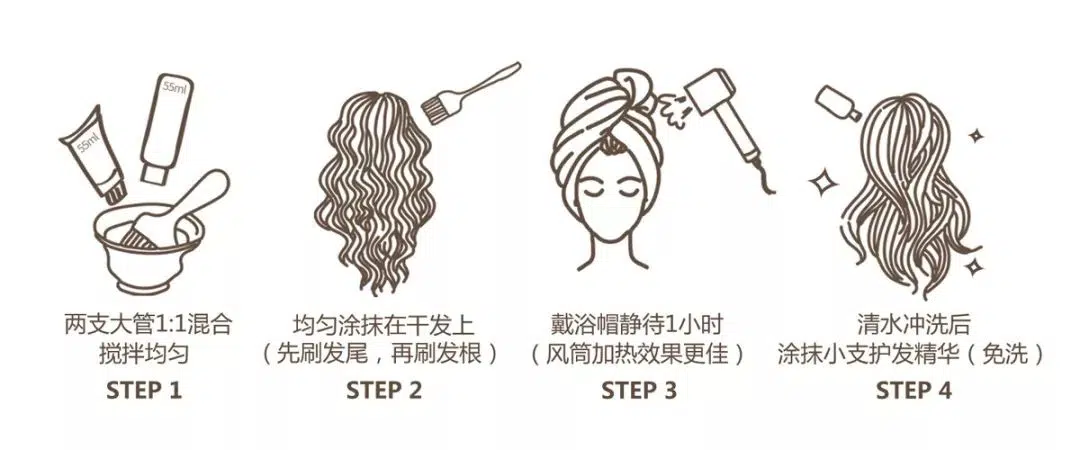 55ml
55ml
两支大管1:1混合
搅拌均匀
STEP 1
均匀涂抹在干发上
（先刷发尾，再刷发根）
STEP 2
戴浴帽静待1小时
（风筒加热效果更佳）
STEP 3
清水冲洗后
涂抹小支护发精华（免洗）
STEP 4